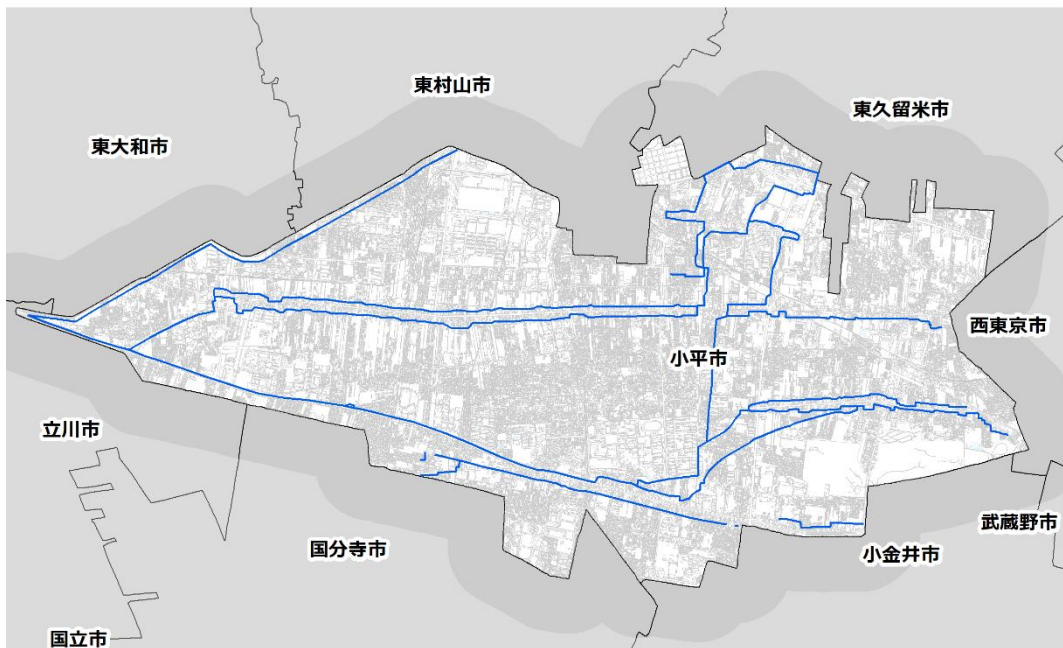 東村山市
東久留米市
東大和市
西東京市
小平市
立川市
武蔵野市
国分寺市
小金井市
国立市